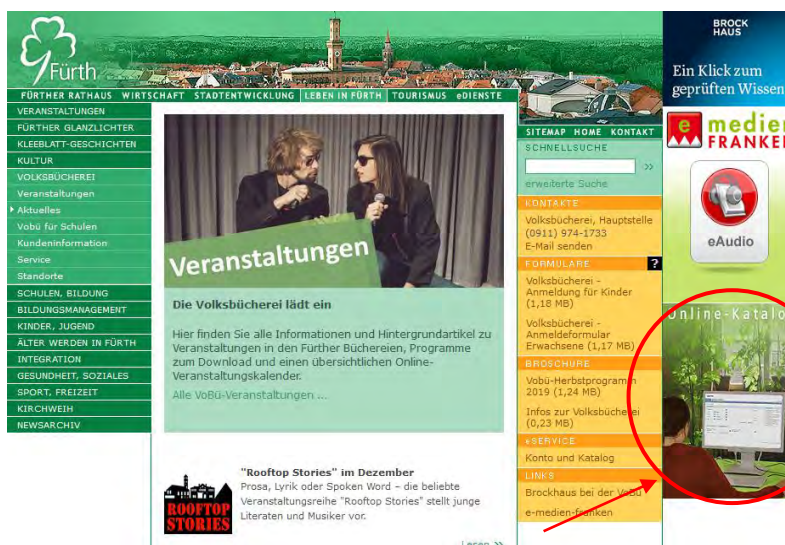 Fürth
FÜRTHER RATHAUS WIRTSCHAFT STADTENTWICKLUNG LEBEN IN FÜRTH TOURISMUS eDIENSTE
VERANSTALTUNGEN
FÜRTHER GLANZLICHTER
KLEEBLATT-GESCHICHTEN
KULTUR
VOLKSBÜCHEREI
Veranstaltungen
Aktuelles
Vobü für Schulen
Kundeninformation
Service
Standorte
SCHULEN, BILDUNG
BILDUNGSMANAGEMENT
KINDER, JUGEND
ÄLTER WERDEN IN FÜRTH
INTEGRATION
GESUNDHEIT, SOZIALES
SPORT, FREIZEIT
KIRCHWEIH
NEWSARCHIV
Veranstaltungen
Die Volksbücherei lädt ein
Hier finden Sie alle Informationen und Hintergrundartikel zu
Veranstaltungen in den Fürther Büchereien, Programme
zum Download und einen übersichtlichen Online-
Veranstaltungskalender.
Alle VoBü-Veranstaltungen ...
ROOFTOP
STORIES
"Rooftop Stories" im Dezember
Prosa, Lyrik oder Spoken Word – die beliebte
Veranstaltungsreihe "Rooftop Stories" stellt junge
Literaten und Musiker vor.
Lesen >>
SITEMAP HOME KONTAKT
SCHNELLSUCHE
>>
erweiterte Suche
KONTAKTE
Volksbücherei, Hauptstelle
(0911) 974-1733
E-Mail senden
FORMULARE ?
Volksbücherei -
Anmeldung für Kinder
(1,18 MB)
Volksbücherei -
Anmeldeformular
Erwachsene (1,17 MB)
BROSCHÜRE
Vobü-Herbstprogramm
2019 (1,24 MB)
Infos zur Volksbücherei
(0,23 MB)
eSERVICE
Konto und Katalog
LINKS
Brockhaus bei der VoBü
e-medien-franken
BROCK
HAUS
Ein Klick zum
geprüften Wissen
e medien
FRANKEN
eAudio
Online-Katalo